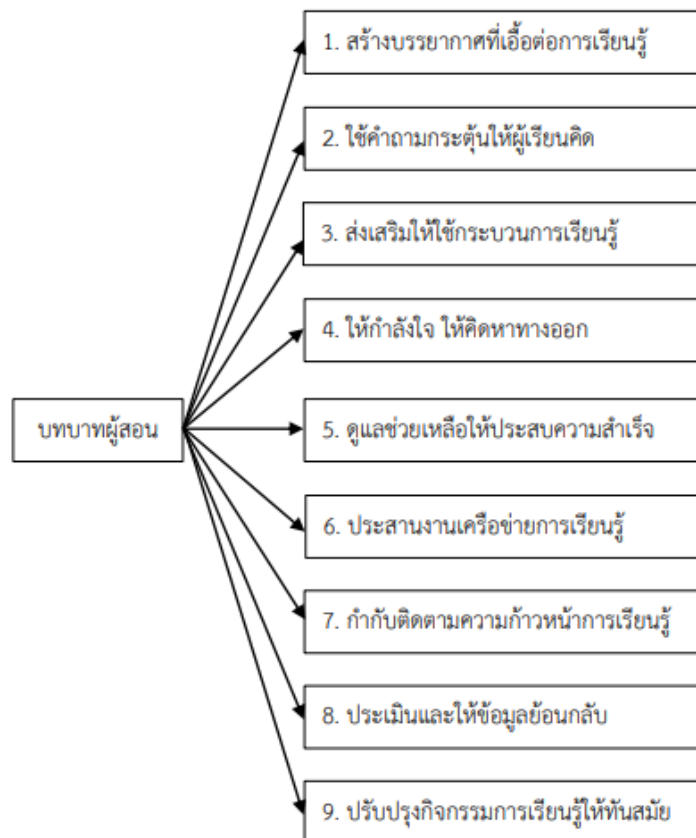 1. สร้างบรรยากาศที่เอื้อต่อการเรียนรู้
2. ใช้คำถามกระตุ้นให้ผู้เรียนคิด
3. ส่งเสริมให้ใช้กระบวนการเรียนรู้
4. ให้กำลังใจ ให้คิดหาทางออก
บทบาทผู้สอน
5. ดูแลช่วยเหลือให้ประสบความสำเร็จ
6. ประสานงานเครือข่ายการเรียนรู้
7. กำกับติดตามความก้าวหน้าการเรียนรู้
8. ประเมินและให้ข้อมูลย้อนกลับ
9. ปรับปรุงกิจกรรมการเรียนรู้ให้ทันสมัย